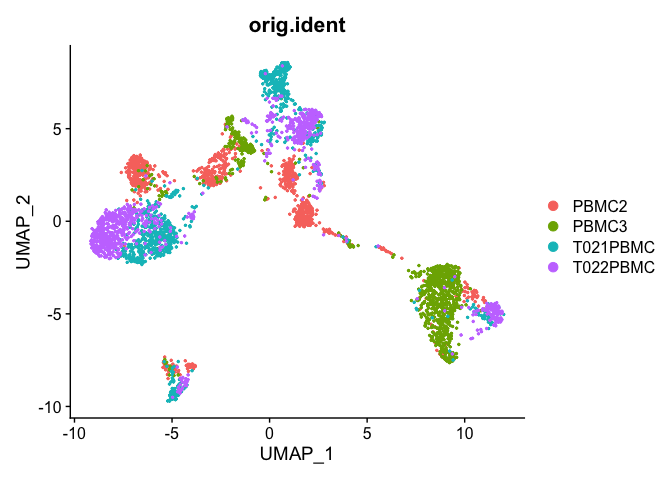 orig.ident
UMAP_2
5
0
-5
-10
-10 -5 0 5 10
UMAP_1
PBMC2
PBMC3
T021PBMC
T022PBMC